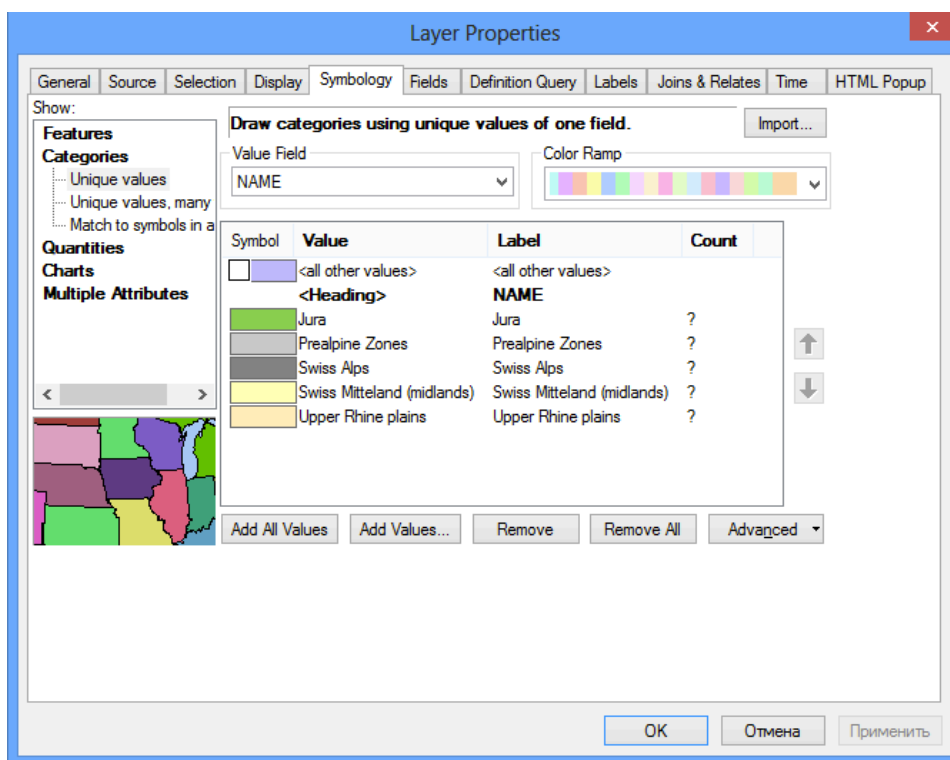 Layer Properties
×
General Source Selection Display Symbology Fields Definition Query Labels Joins & Relates Time HTML Popup
Show:
Features
Categories
Unique values
Unique values, many
Match to symbols in a
Quantities
Charts
Multiple Attributes
Draw categories using unique values of one field.
Import...
Value Field
Color Ramp
NAME
Symbol Value Label Count
<all other values> <all other values>
<Heading> NAME
Jura Jura ?
Prealpine Zones Prealpine Zones ?
Swiss Alps Swiss Alps ?
Swiss Mitteland (midlands) Swiss Mitteland (midlands) ?
Upper Rhine plains Upper Rhine plains ?
Add All Values Add Values... Remove Remove All Advanced
OK Отмена Применить